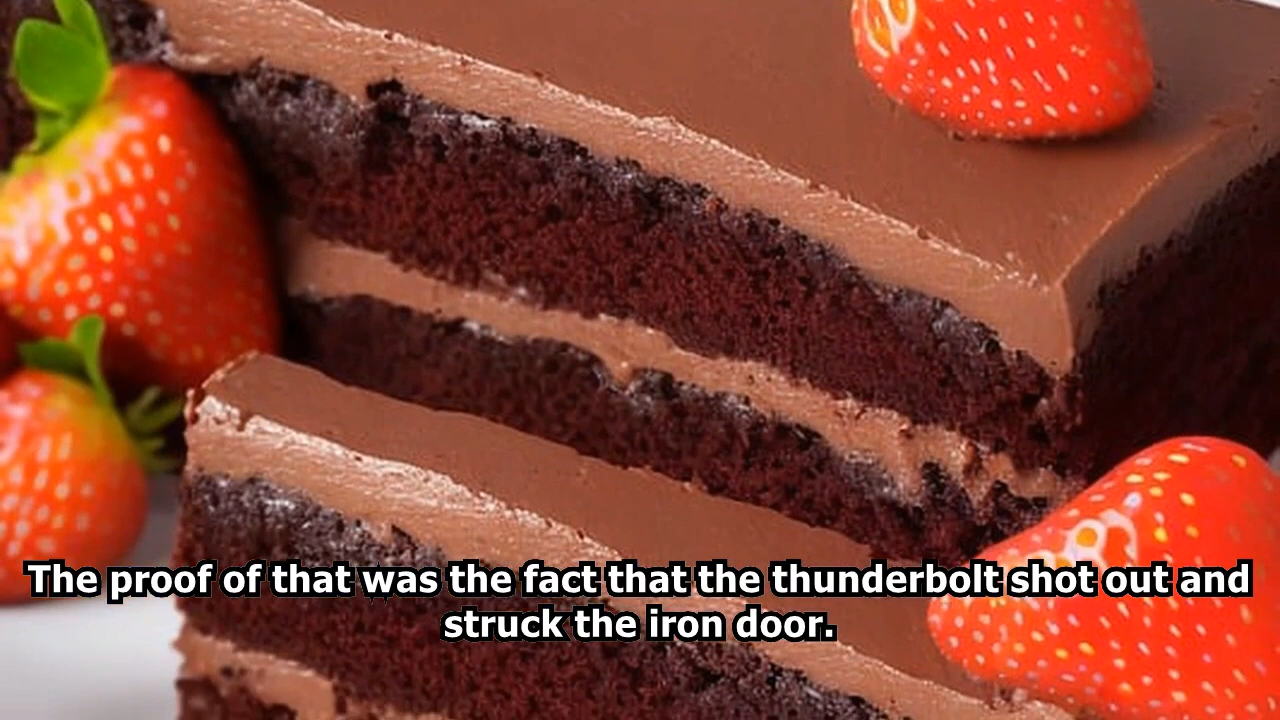 The proof of that was the fact that the thunderbolt shot out and
struck the iron door.